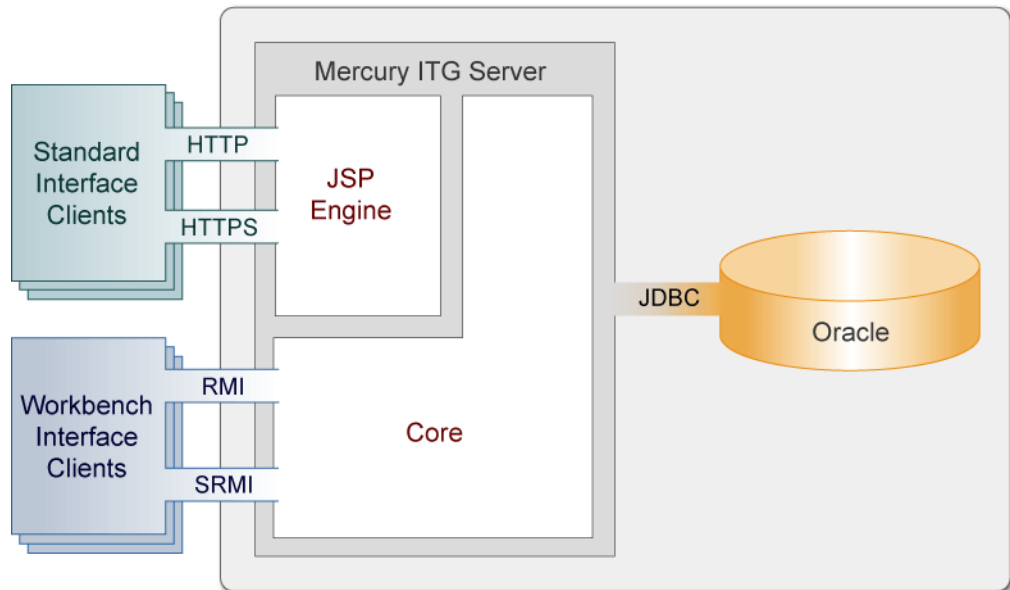 Mercury ITG Server
Standard
Interface
Clients
HTTP
HTTPS
JSP
Engine
JDBC
Oracle
Workbench
Interface
Clients
RMI
SRMI
Core